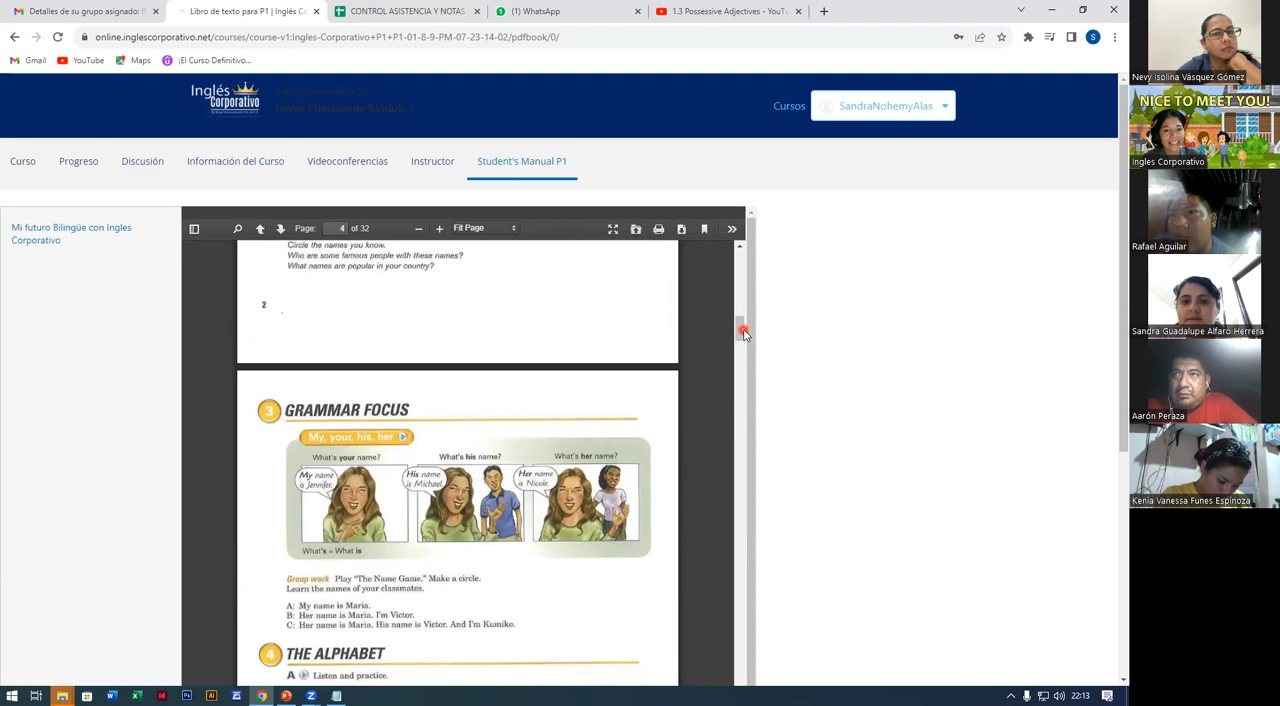 Detalles de su grupo asignado: P
Libro de texto para P1 | Inglés Co
CONTROL ASISTENCIA Y NOTAS
(1) WhatsApp
1.3 Possessive Adjectives - YouTu
online.inglescorporativo.net/courses/course-v1:Ingles-Corporativo+P1+P1-01-8-9-PM-07-23-14-02/pdfbook/0/
S
Gmail
YouTube
Maps
¡El Curso Definitivo...
Inglés
Corporativo
InglésCorporativo P1
Inglés Principiante Módulo 1
Cursos
SandraNohemyAlas
Curso
Progreso
Discusión
Información del Curso
Videoconferencias
Instructor
Student's Manual P1
Mi futuro Bilingüe con Ingles
Corporativo
Page: 4 of 32
Fit Page
Circle the names you know.
Who are some famous people with these names?
What names are popular in your country?
2
3 GRAMMAR FOCUS
My, your, his, her
What's your name?
What's his name?
What's her name?
My name
is Jennifer.
His name
is Michael.
Her name
is Nicole.
What's = What is
Group work Play "The Name Game." Make a circle.
Learn the names of your classmates.
A: My name is Maria.
B: Her name is Maria. I'm Victor.
C: Her name is Maria. His name is Victor. And I'm Kumiko.
4 THE ALPHABET
A Listen and practice.
22:13
Nevy Isolina Vásquez Gómez
NICE TO MEET YOU!
Ingles Corporativo
Rafael Aguilar
Sandra Guadalupe Alfaro Herrera
Aarón Peraza
Kenia Vanessa Funes Espinoza